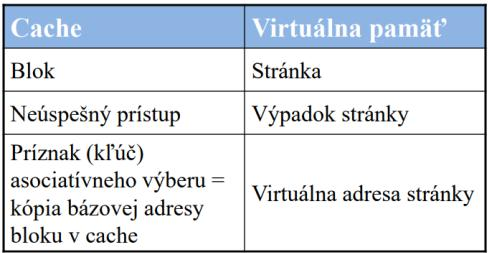 Cache
Virtuálna pamäť
Blok
Stránka
Neúspešný prístup
Výpadok stránky
Príznak (kľúč)
asociatívneho výberu =
kópia bázovej adresy
bloku v cache
Virtuálna adresa stránky